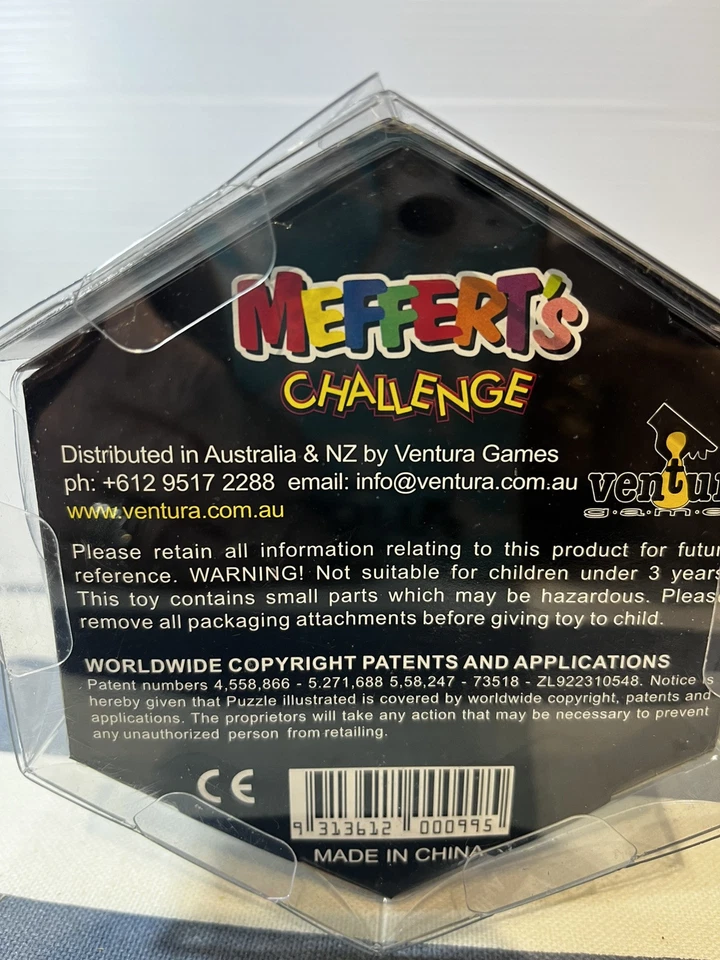 MEFFERT'S
CHALLENGE
Distributed in Australia & NZ by Ventura Games
ph: +612 9517 2288 email: info@ventura.com.au
www.ventura.com.au
Please retain all information relating to this product for
reference. WARNING! Not suitable for children under 3 years
This toy contains small parts which may be hazardous.
remove all packaging attachments before giving toy to child.
WORLDWIDE COPYRIGHT PATENTS AND APPLICATIONS
Patent numbers 4,558,866 - 5.271,688 5,58,247 - 73518 - ZL922310548. Notice is
hereby given that Puzzle illustrated is covered by worldwide copyright, patents and
applications. The proprietors will take any action that may be necessary to prevent
any unauthorized person from retailing.
CE
9 313612 000995
MADE IN CHINA